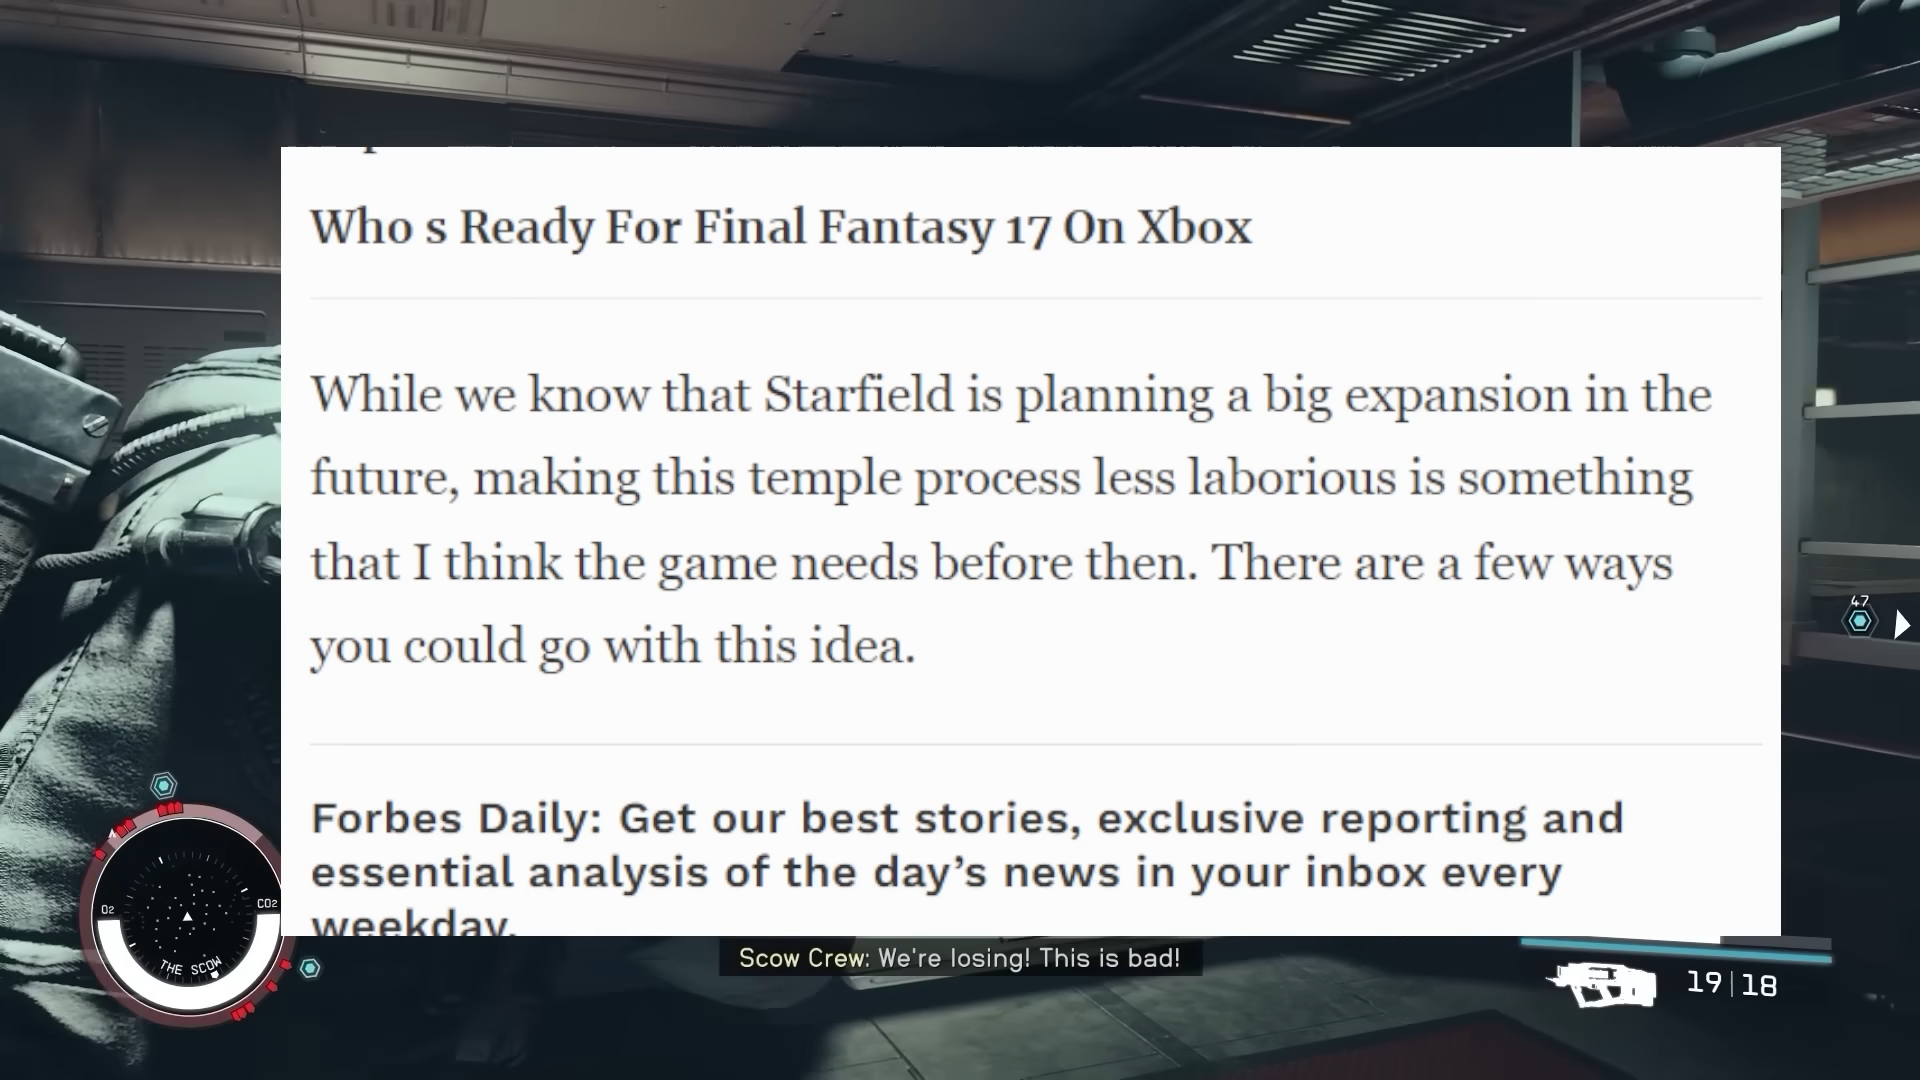 Who s Ready For Final Fantasy 17 On Xbox
While we know that Starfield is planning a big expansion in the
future, making this temple process less laborious is something
that I think the game needs before then. There are a few ways
you could go with this idea.
Forbes Daily: Get our best stories, exclusive reporting and
essential analysis of the day’s news in your inbox every
weekday.
47
O2
CO2
THE SCOW
Scow Crew: We're losing! This is bad!
19|18